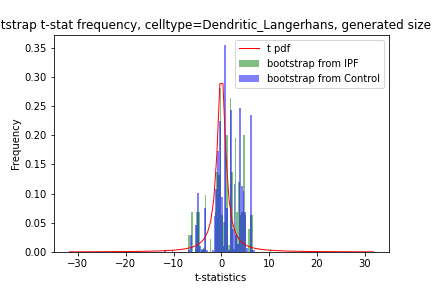 tstrap t-stat frequency, celltype=Dendritic_Langerhans, generated size
0.35
0.30
0.25
0.20
0.15
0.10
0.05
0.00
Frequency
t pdf
bootstrap from IPF
bootstrap from Control
−30 −20 −10 0 10 20 30
t-statistics